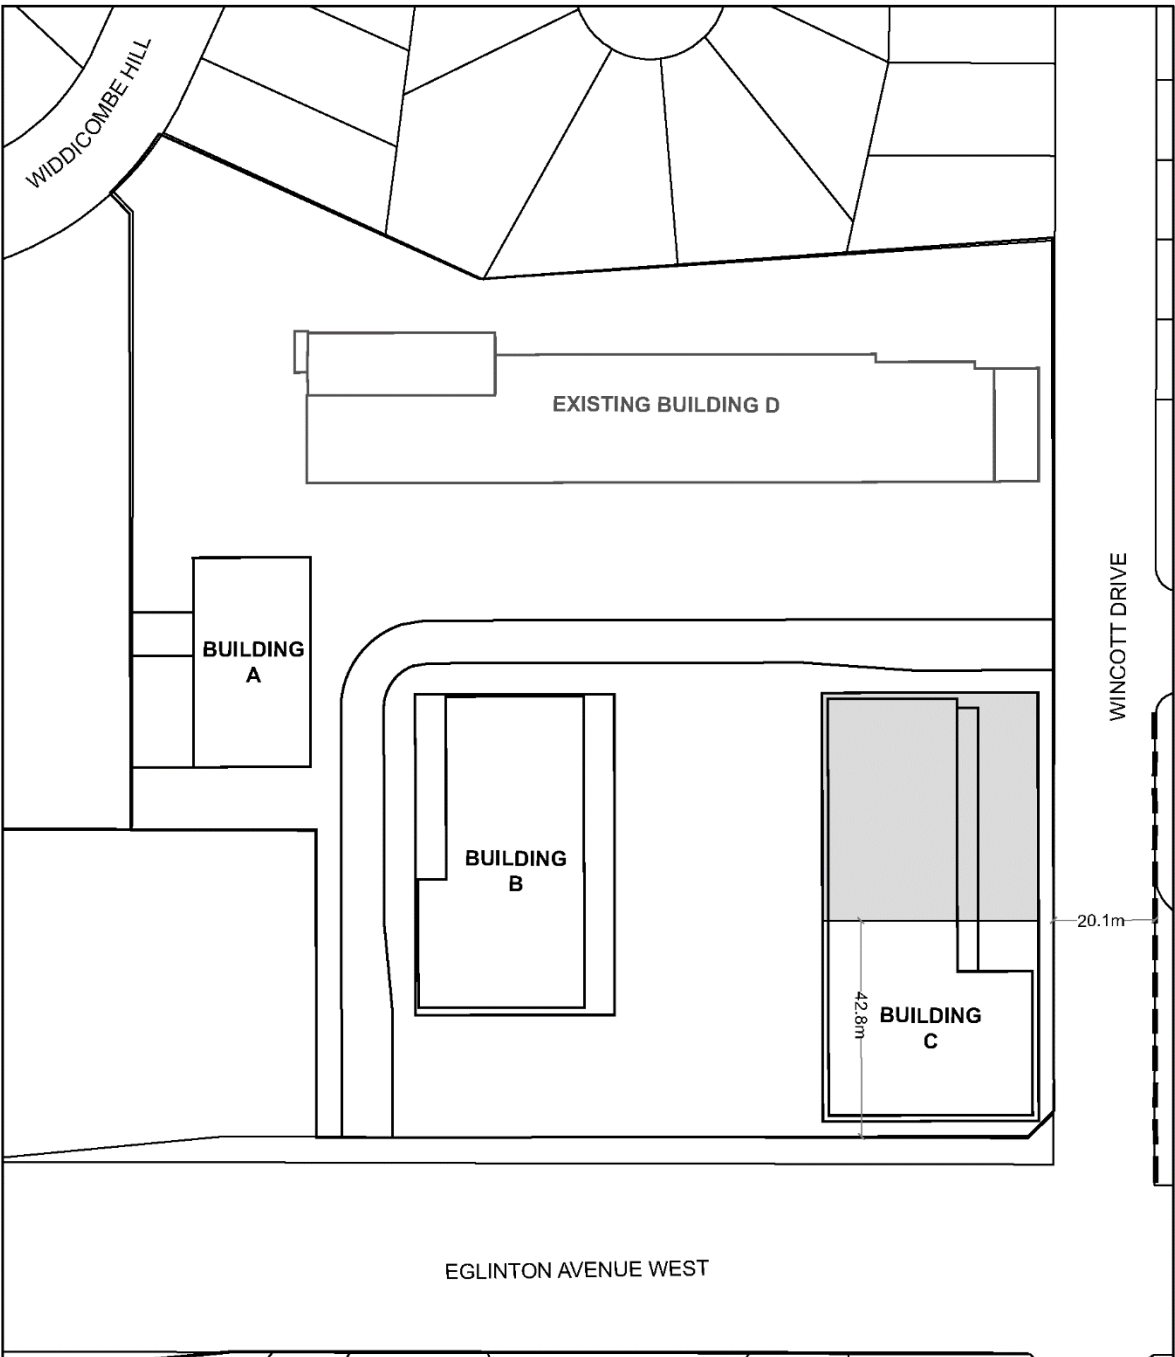 WIDDICOMBE HILL
EXISTING BUILDING D
WINCOTT DRIVE
BUILDING
A
BUILDING
B
20.1m
42.8m
BUILDING
C
EGLINTON AVENUE WEST